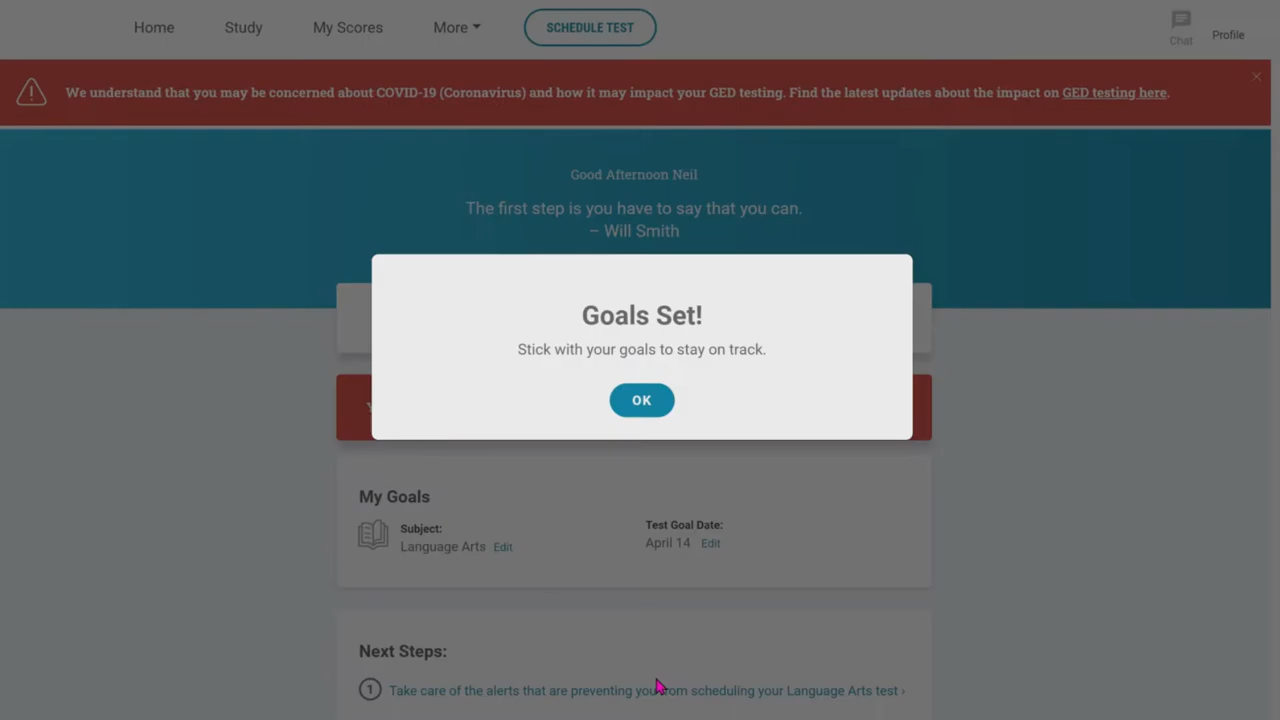 Home Study My Scores More SCHEDULE TEST Chat Profile
We understand that you may be concerned about COVID-19 (Coronavirus) and how it may impact your GED testing. Find the latest updates about the impact on GED testing here.
Good Afternoon Neil
The first step is you have to say that you can.
– Will Smith
Goals Set!
Stick with your goals to stay on track.
OK
My Goals
Subject:
Language Arts Edit
Test Goal Date:
April 14 Edit
Next Steps:
1 Take care of the alerts that are preventing you from scheduling your Language Arts test ›